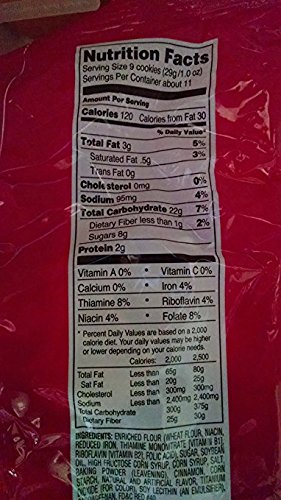 Nutrition Facts
Serving Size 9 cookies (29g/1.0 oz)
Servings Per Container about 11
Amount Per Serving
Calories 120 Calories from Fat 30
% Daily Value*
Total Fat 3g 5%
Saturated Fat .5g 3%
Trans Fat 0g
Cholesterol 0mg 0%
Sodium 95mg 4%
Total Carbohydrate 22g 7%
Dietary Fiber less than 1g 2%
Sugars 8g
Protein 2g
Vitamin A 0% • Vitamin C 0%
Calcium 0% • Iron 4%
Thiamine 8% • Riboflavin 4%
Niacin 4% • Folate 8%
* Percent Daily Values are based on a 2,000
calorie diet. Your daily values may be higher
or lower depending on your calorie needs.
Calories: 2,000 2,500
Total Fat Less than 65g 80g
Sat Fat Less than 20g 25g
Cholesterol Less than 300mg 300mg
Sodium Less than 2,400mg 2,400mg
Total Carbohydrate 300g 375g
Dietary Fiber 25g 30g
INGREDIENTS: ENRICHED FLOUR (WHEAT FLOUR, NIACIN,
REDUCED IRON, THIAMINE MONONITRATE [VITAMIN B1],
RIBOFLAVIN [VITAMIN B2], FOLIC ACID), SUGAR, SOYBEAN
OIL, HIGH FRUCTOSE CORN SYRUP, CORN SYRUP, SALT,
BAKING POWDER (LEAVENING), CINNAMON, CORN
STARCH, NATURAL AND ARTIFICIAL FLAVOR, TITANIUM
DIOXIDE (FOR COLOR), SOY LECITHIN (AN EMULSIFIER),